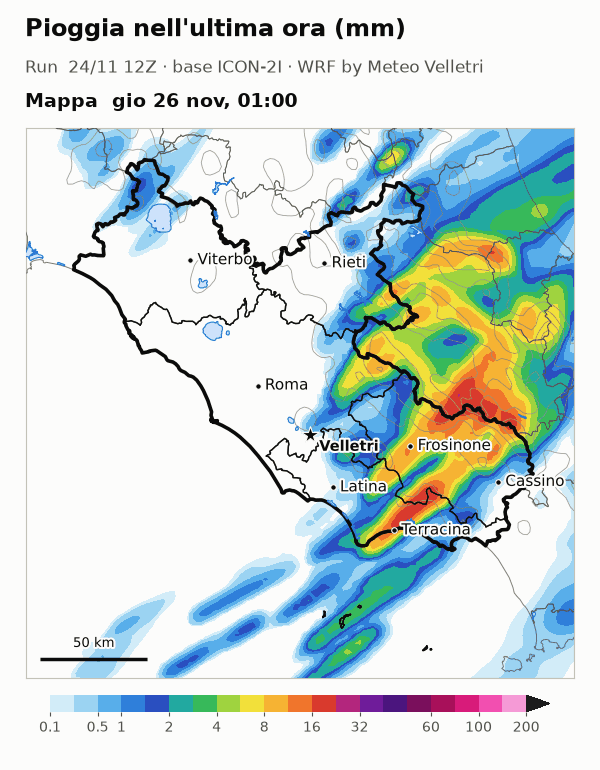 Pioggia nell'ultima ora (mm)
Run 24/11 12Z · base ICON-2I · WRF by Meteo Velletri
Mappa gio 26 nov, 01:00
Viterbo
Rieti
Roma
Velletri
Frosinone
Latina
Cassino
Terracina
50 km
0.1 0.5 1 2 4 8 16 32 60 100 200